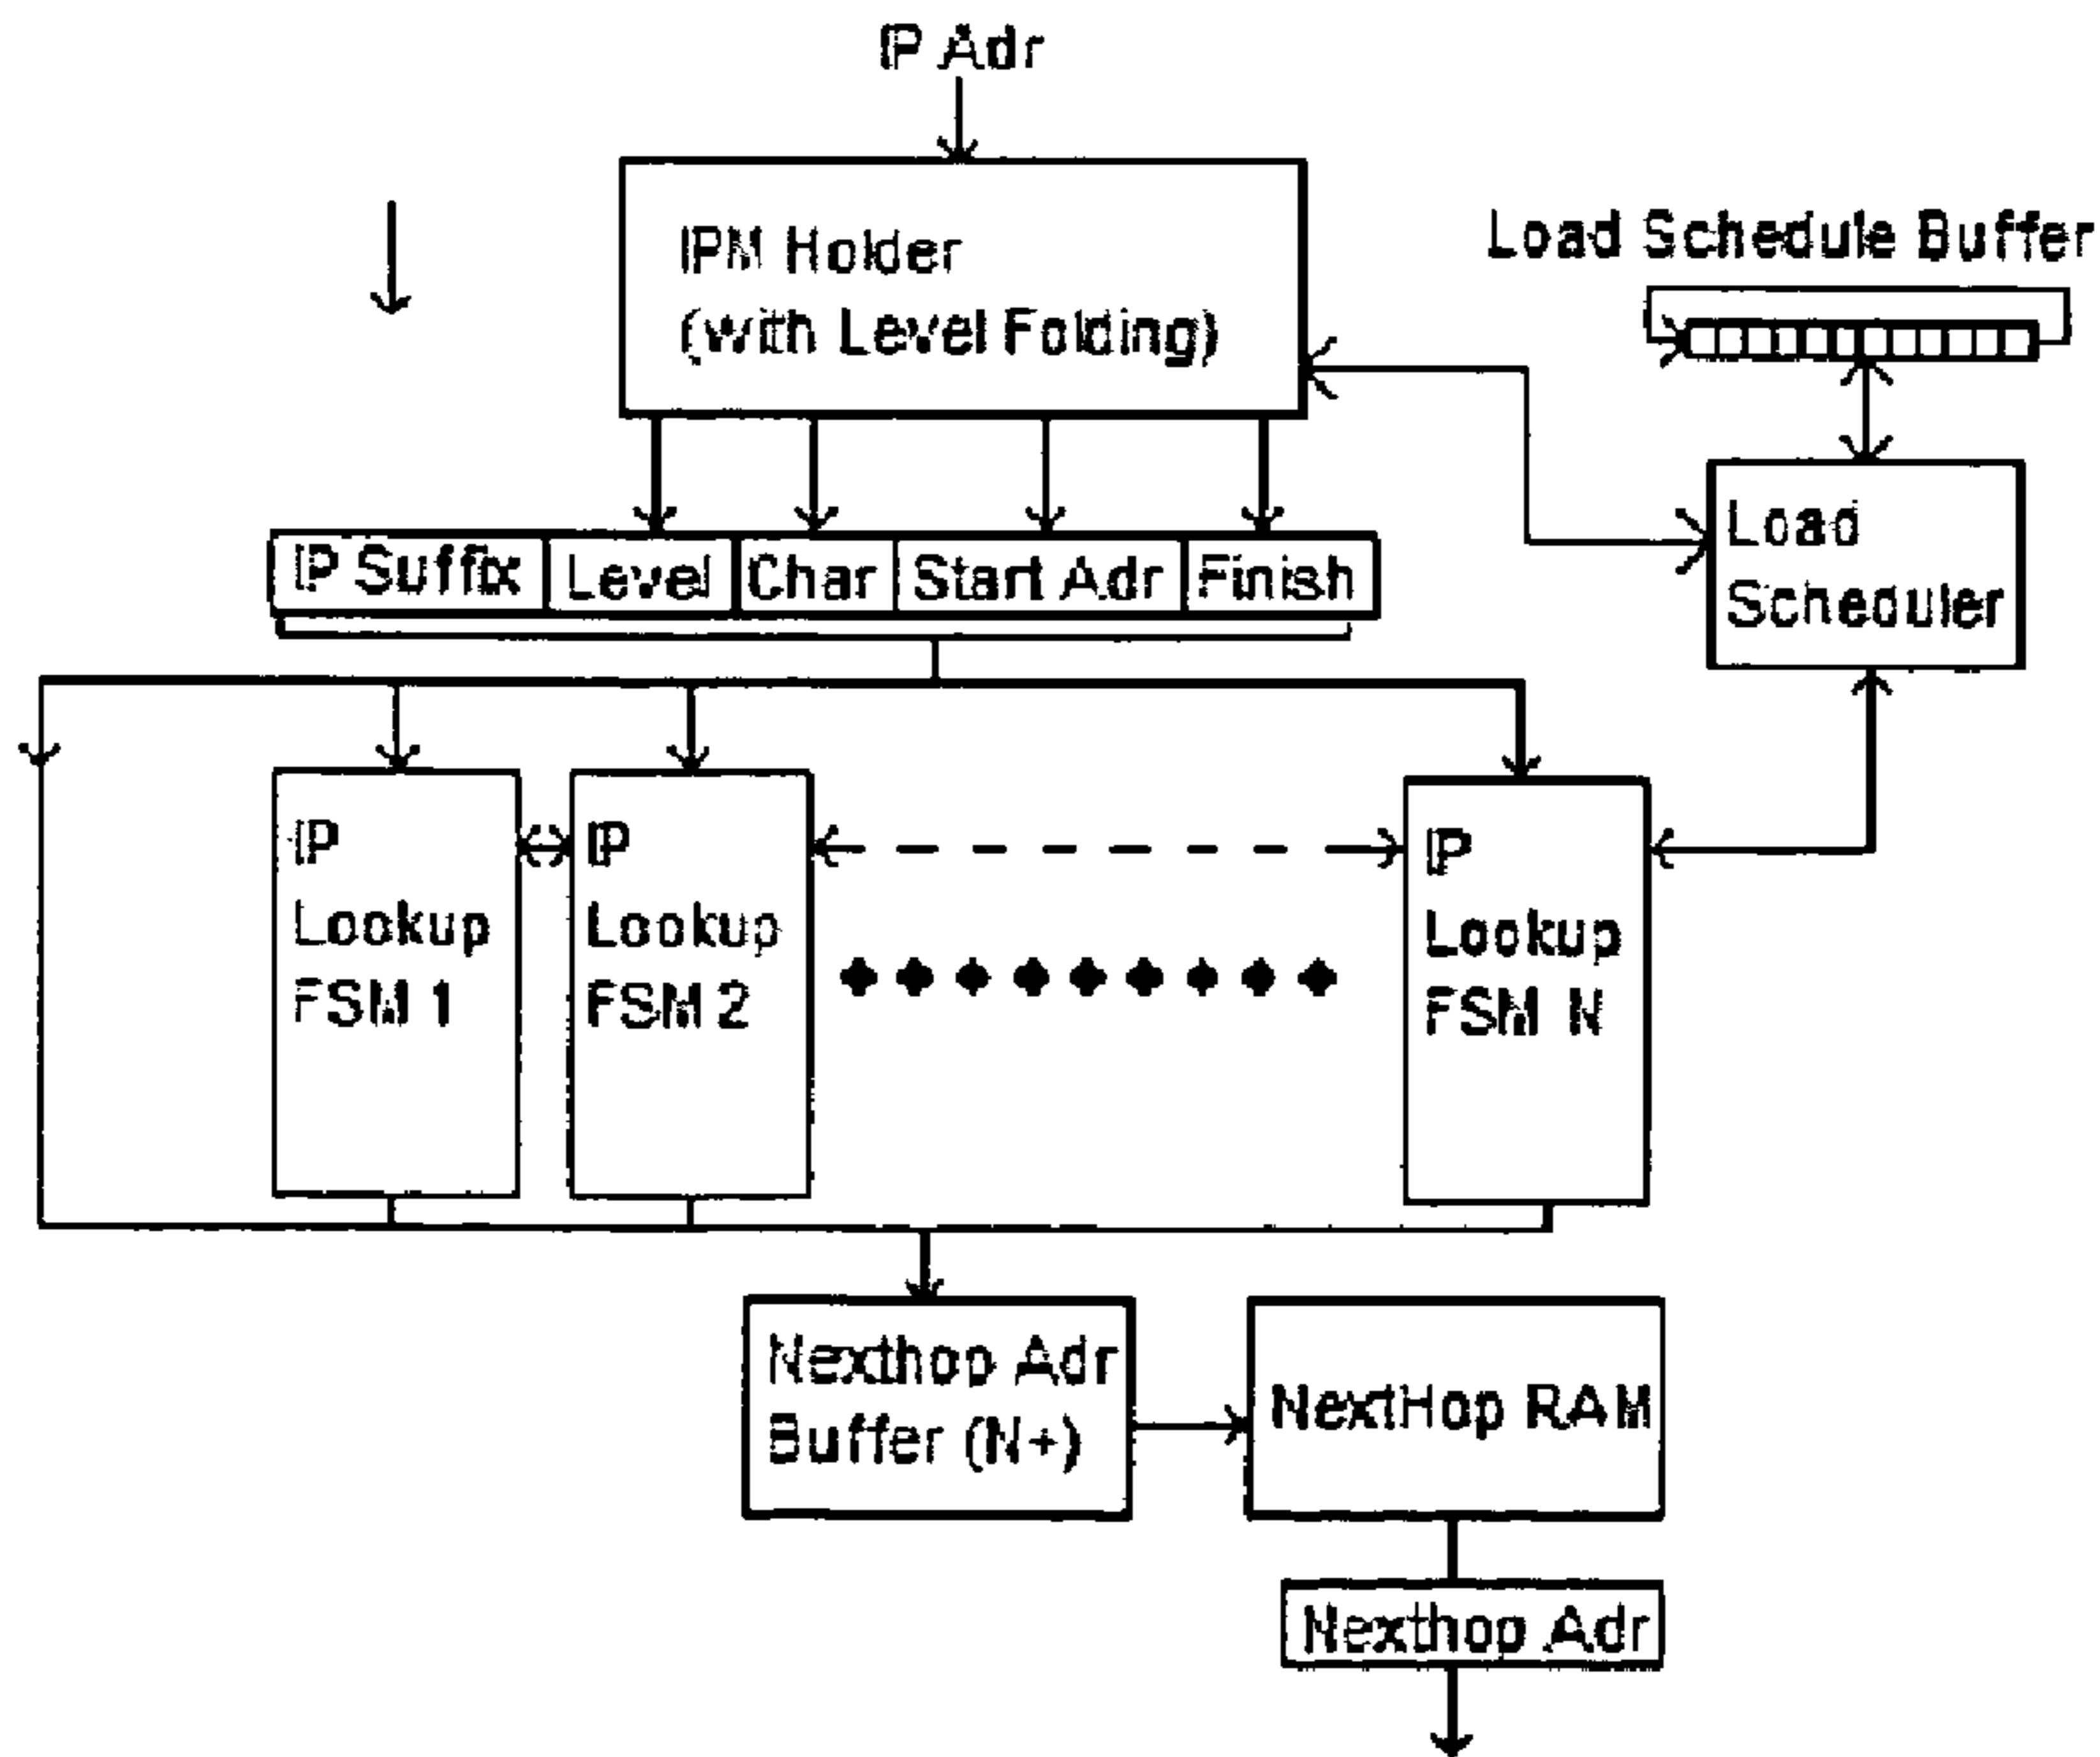 IP Adr
IPM Holder
(with Level Folding)
Load Schedule Buffer
Load
Scheduler
IP Suffix Level Char Start Adr Finish
IP
Lookup
FSM 1
IP
Lookup
FSM 2
IP
Lookup
FSM N
Nexthop Adr
Buffer (N+)
NextHop RAM
Nexthop Adr